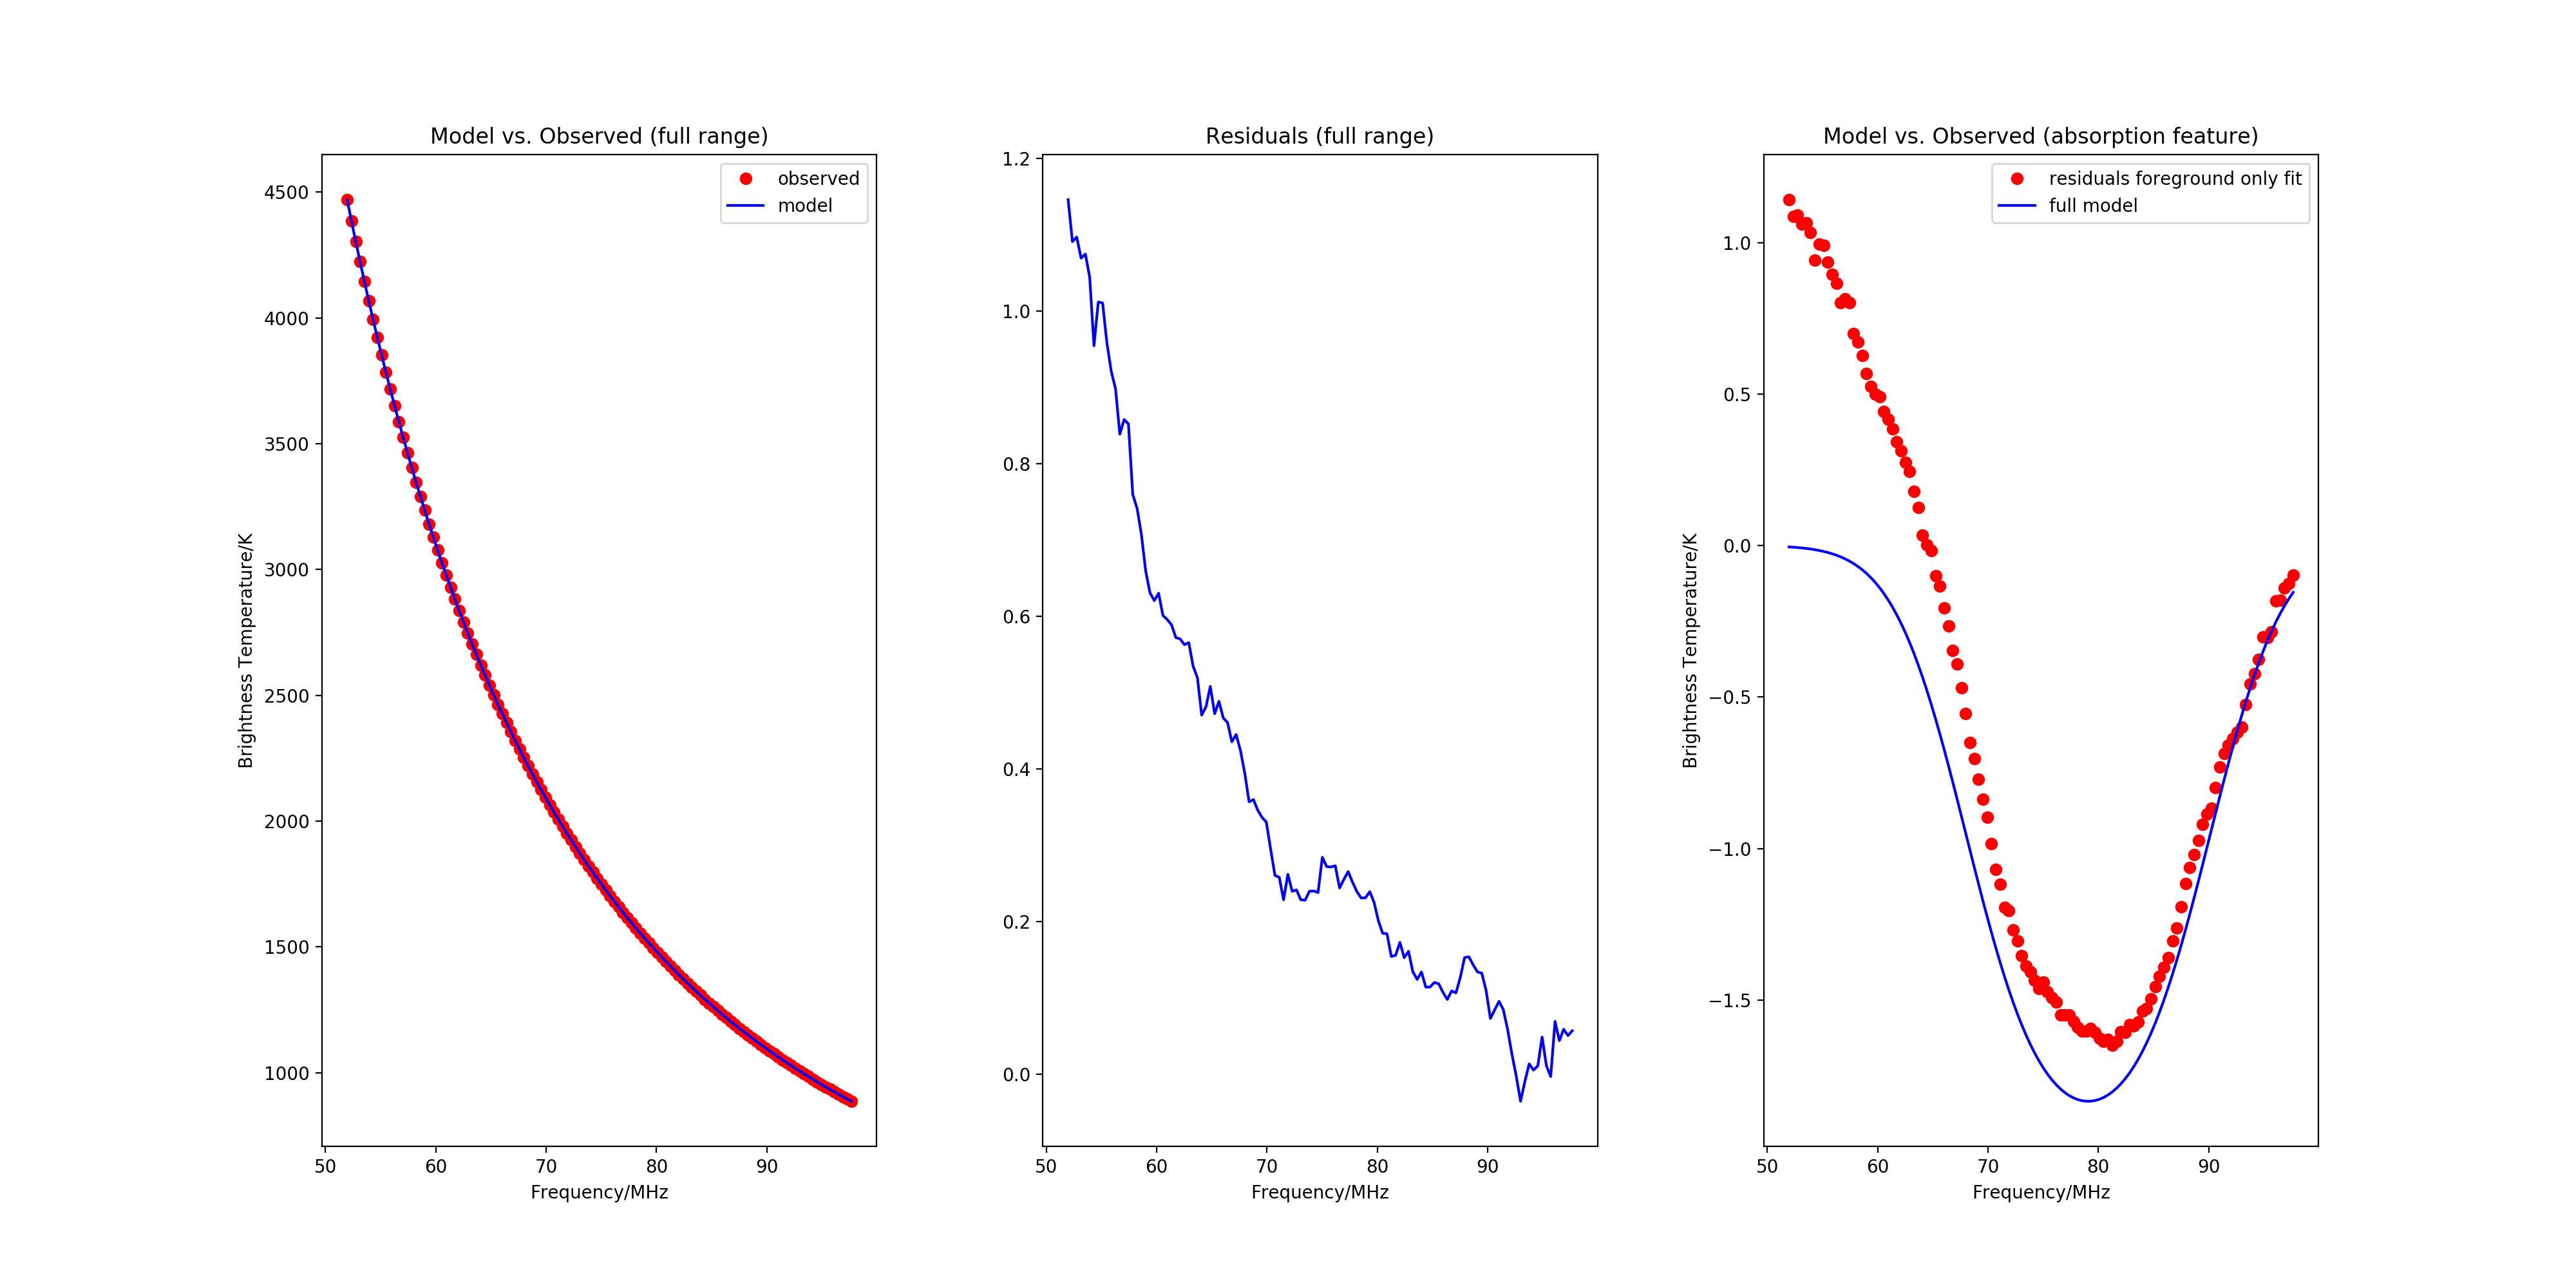 Model vs. Observed (full range)
observed
model
4500
4000
3500
3000
2500
2000
1500
1000
Brightness Temperature/K
50 60 70 80 90
Frequency/MHz
Residuals (full range)
1.2
1.0
0.8
0.6
0.4
0.2
0.0
50 60 70 80 90
Frequency/MHz
Model vs. Observed (absorption feature)
residuals foreground only fit
full model
1.0
0.5
0.0
−0.5
−1.0
−1.5
Brightness Temperature/K
50 60 70 80 90
Frequency/MHz